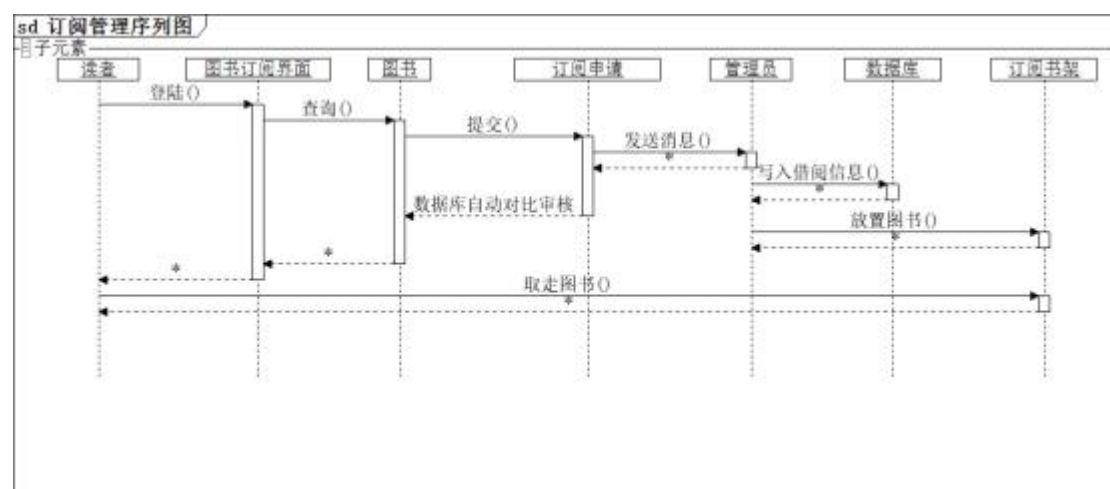 sd 订阅管理序列图
子元素
读者 图书订阅界面 图书 订阅申请 管理员 数据库 订阅书架
登陆()
查询()
提交()
发送消息()
*
写入借阅信息()
*
数据库自动对比审核
放置图书()
*
*
*
取走图书()
*